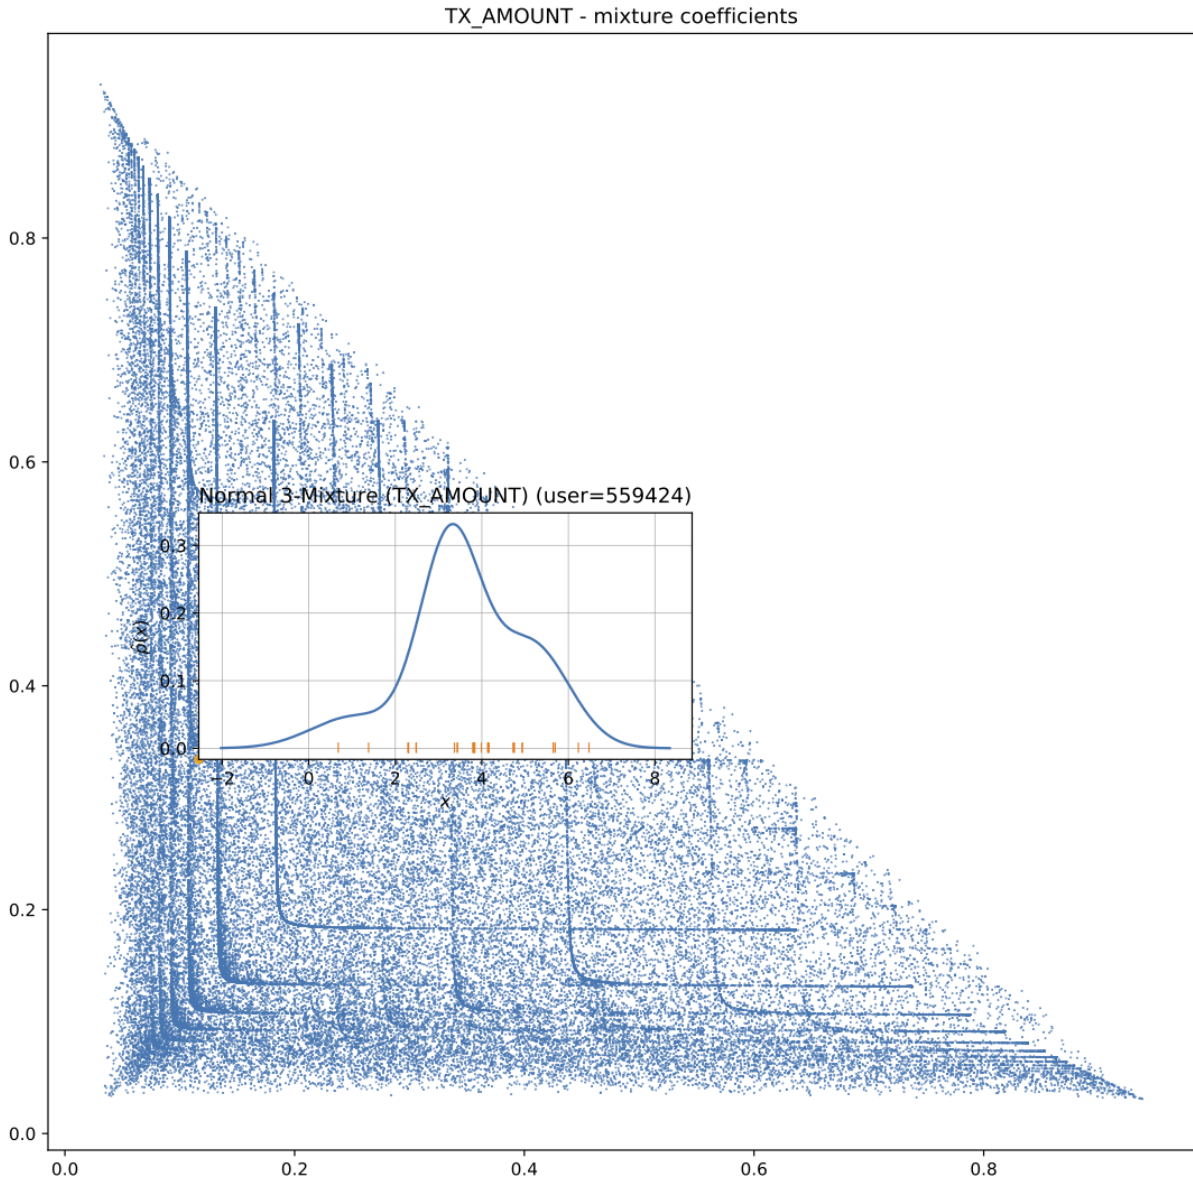 TX_AMOUNT - mixture coefficients
0.8
0.6
Normal 3-Mixture (TX_AMOUNT) (user=559424)
0.3
0.2
p(x)
0.1
0.0
−2 0 2 4 6 8
x
0.4
0.2
0.0
0.0 0.2 0.4 0.6 0.8